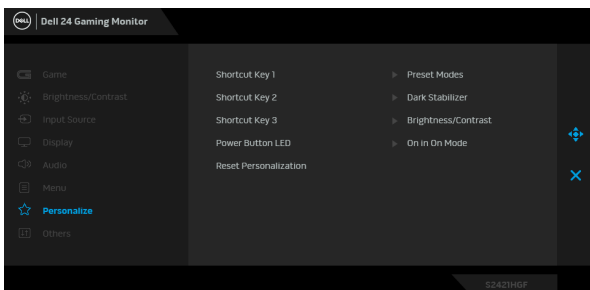 DELL
Dell 24 Gaming Monitor
Game
Brightness/Contrast
Input Source
Display
Audio
Menu
Personalize
Others
Shortcut Key 1 Preset Modes
Shortcut Key 2 Dark Stabilizer
Shortcut Key 3 Brightness/Contrast
Power Button LED On in On Mode
Reset Personalization
S2421HGF